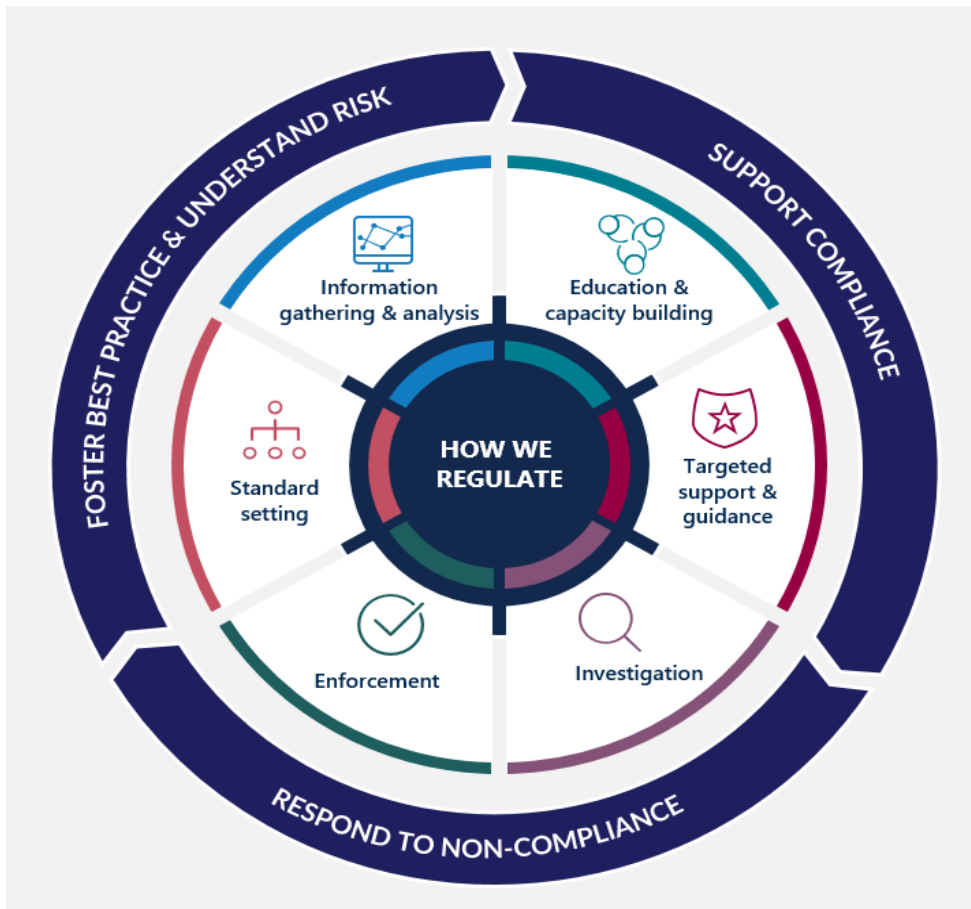 FOSTER BEST PRACTICE & UNDERSTAND RISK
SUPPORT COMPLIANCE
Information
gathering & analysis
Education &
capacity building
HOW WE
REGULATE
Standard
setting
Targeted
support &
guidance
Enforcement
Investigation
RESPOND TO NON-COMPLIANCE